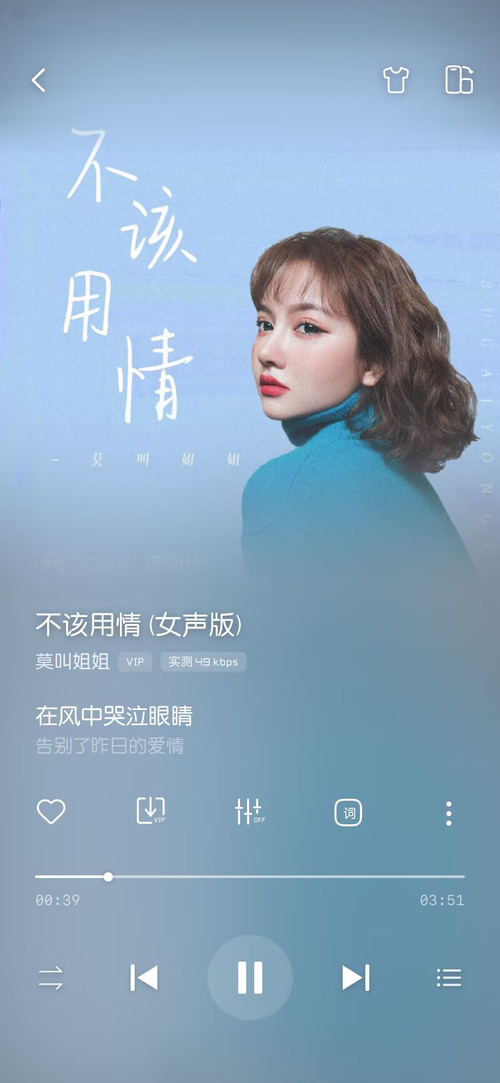 不该用情
- 莫叫姐姐
不该用情 (女声版)
莫叫姐姐 VIP 实测 49 kbps
在风中哭泣眼睛
告别了昨日的爱情
VIP OFF 词
00:39 03:51